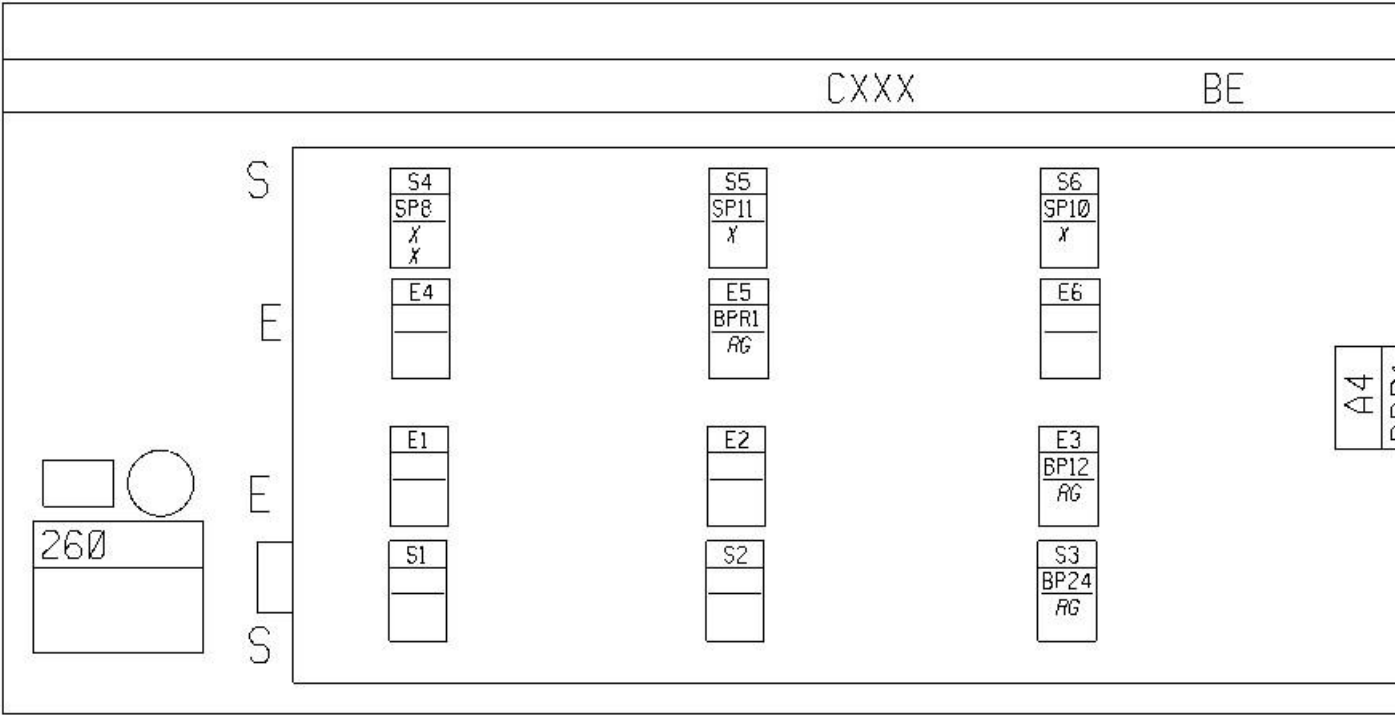 CXXX BE
S
S4
SP8
X
X
S5
SP11
X
S6
SP10
X
E
E4
E5
BPR1
RG
E6
A4
E
E1
E2
E3
BP12
RG
260
S1
S2
S3
BP24
RG
S